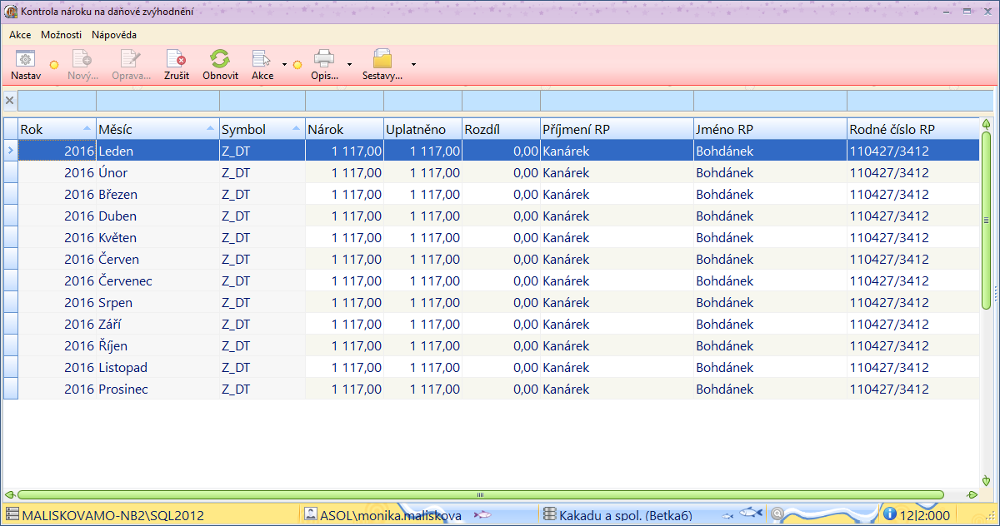 Kontrola nároku na daňové zvýhodnění
Akce Možnosti Nápověda
Nastav Nový... Oprava... Zrušit Obnovit Akce Opis... Sestavy...
Rok Měsíc Symbol Nárok Uplatněno Rozdíl Příjmení RP Jméno RP Rodné číslo RP
2016 Leden Z_DT 1 117,00 1 117,00 0,00 Kanárek Bohdánek 110427/3412
2016 Únor Z_DT 1 117,00 1 117,00 0,00 Kanárek Bohdánek 110427/3412
2016 Březen Z_DT 1 117,00 1 117,00 0,00 Kanárek Bohdánek 110427/3412
2016 Duben Z_DT 1 117,00 1 117,00 0,00 Kanárek Bohdánek 110427/3412
2016 Květen Z_DT 1 117,00 1 117,00 0,00 Kanárek Bohdánek 110427/3412
2016 Červen Z_DT 1 117,00 1 117,00 0,00 Kanárek Bohdánek 110427/3412
2016 Červenec Z_DT 1 117,00 1 117,00 0,00 Kanárek Bohdánek 110427/3412
2016 Srpen Z_DT 1 117,00 1 117,00 0,00 Kanárek Bohdánek 110427/3412
2016 Září Z_DT 1 117,00 1 117,00 0,00 Kanárek Bohdánek 110427/3412
2016 Říjen Z_DT 1 117,00 1 117,00 0,00 Kanárek Bohdánek 110427/3412
2016 Listopad Z_DT 1 117,00 1 117,00 0,00 Kanárek Bohdánek 110427/3412
2016 Prosinec Z_DT 1 117,00 1 117,00 0,00 Kanárek Bohdánek 110427/3412
MALISKOVAMO-NB2\SQL2012 ASOL\monika.maliskova Kakadu a spol. (Betka6) 12|2:000